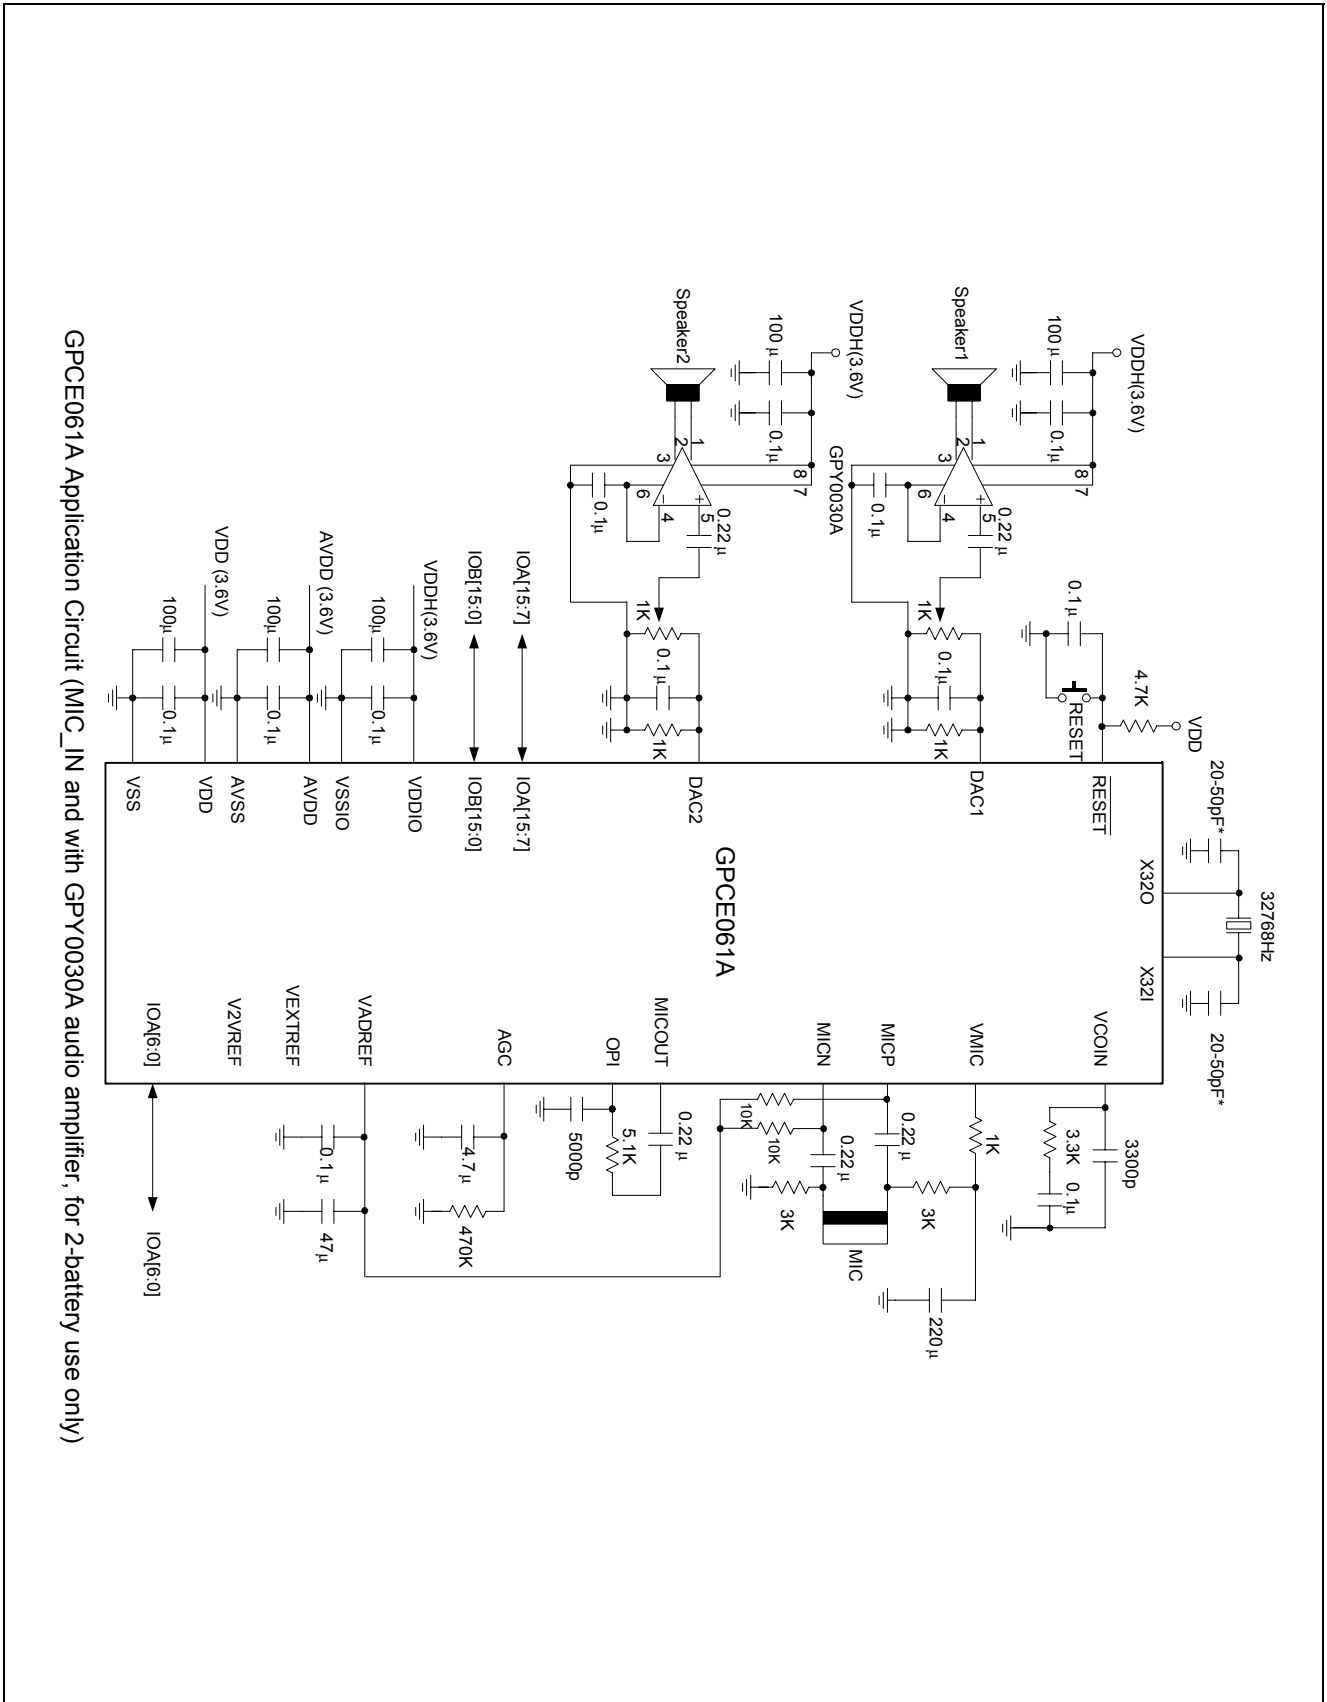 32768Hz
20-50pF*
20-50pF*
X32O
X32I
VDD
4.7K
RESET
0.1μ
RESET
VDDH(3.6V)
100 μ
0.1μ
8
7
Speaker1
1
2
3
+
5
−
4
6
0.22 μ
0.1μ
GPY0030A
1K
0.1μ
1K
DAC1
VDDH(3.6V)
100 μ
0.1μ
8
7
Speaker2
1
2
3
+
5
−
4
6
0.22 μ
0.1μ
1K
0.1μ
1K
DAC2
GPCE061A
IOA[15:7]
IOA[15:7]
IOB[15:0]
IOB[15:0]
VDDH(3.6V)
100μ
0.1μ
VDDIO
VSSIO
AVDD (3.6V)
100μ
0.1μ
AVDD
AVSS
VDD (3.6V)
100μ
0.1μ
VDD
VSS
VCOIN
3300p
3.3K
0.1μ
VMIC
1K
220μ
MICP
0.22 μ
3K
MICN
0.22 μ
3K
MIC
10K
10K
MICOUT
0.22 μ
OPI
5.1K
5000p
AGC
4.7μ
470K
VADREF
0.1μ
47μ
VEXTREF
V2VREF
IOA[6:0]
IOA[6:0]
GPCE061A Application Circuit (MIC_IN and with GPY0030A audio amplifier, for 2-battery use only)